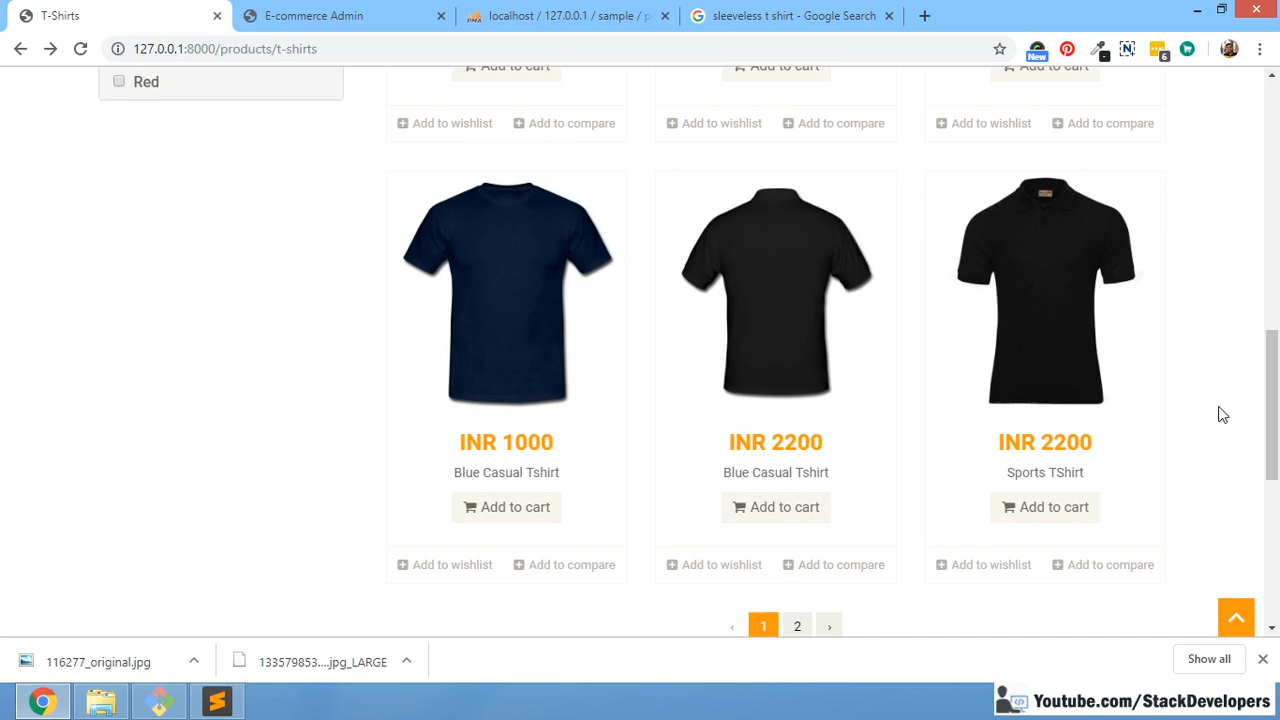 T-Shirts
E-commerce Admin
localhost / 127.0.0.1 / sample / p
sleeveless t shirt - Google Search
127.0.0.1:8000/products/t-shirts
New
6
Red
Add to cart
Add to cart
Add to cart
Add to wishlist
Add to compare
Add to wishlist
Add to compare
Add to wishlist
Add to compare
INR 1000
INR 2200
INR 2200
Blue Casual Tshirt
Blue Casual Tshirt
Sports TShirt
Add to cart
Add to cart
Add to cart
Add to wishlist
Add to compare
Add to wishlist
Add to compare
Add to wishlist
Add to compare
‹ 1 2 ›
116277_original.jpg
133579853....jpg_LARGE
Show all
Youtube.com/StackDevelopers